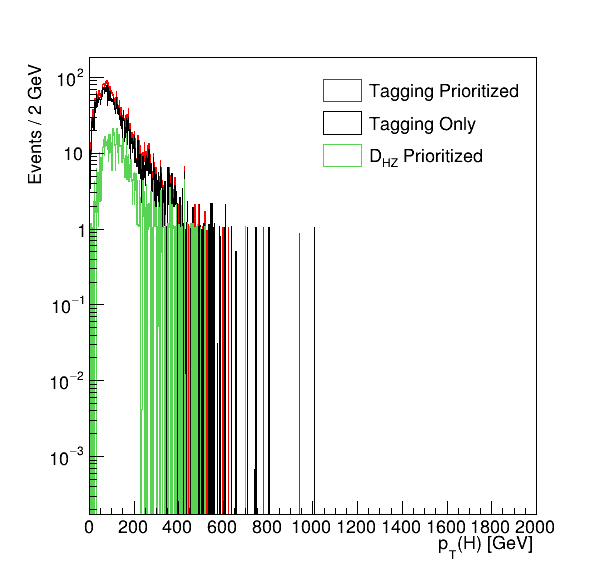 Events / 2 GeV
10²
10
1
10⁻¹
10⁻²
10⁻³
Tagging Prioritized
Tagging Only
D_HZ Prioritized
0 200 400 600 800 1000 1200 1400 1600 1800 2000
p_T(H) [GeV]